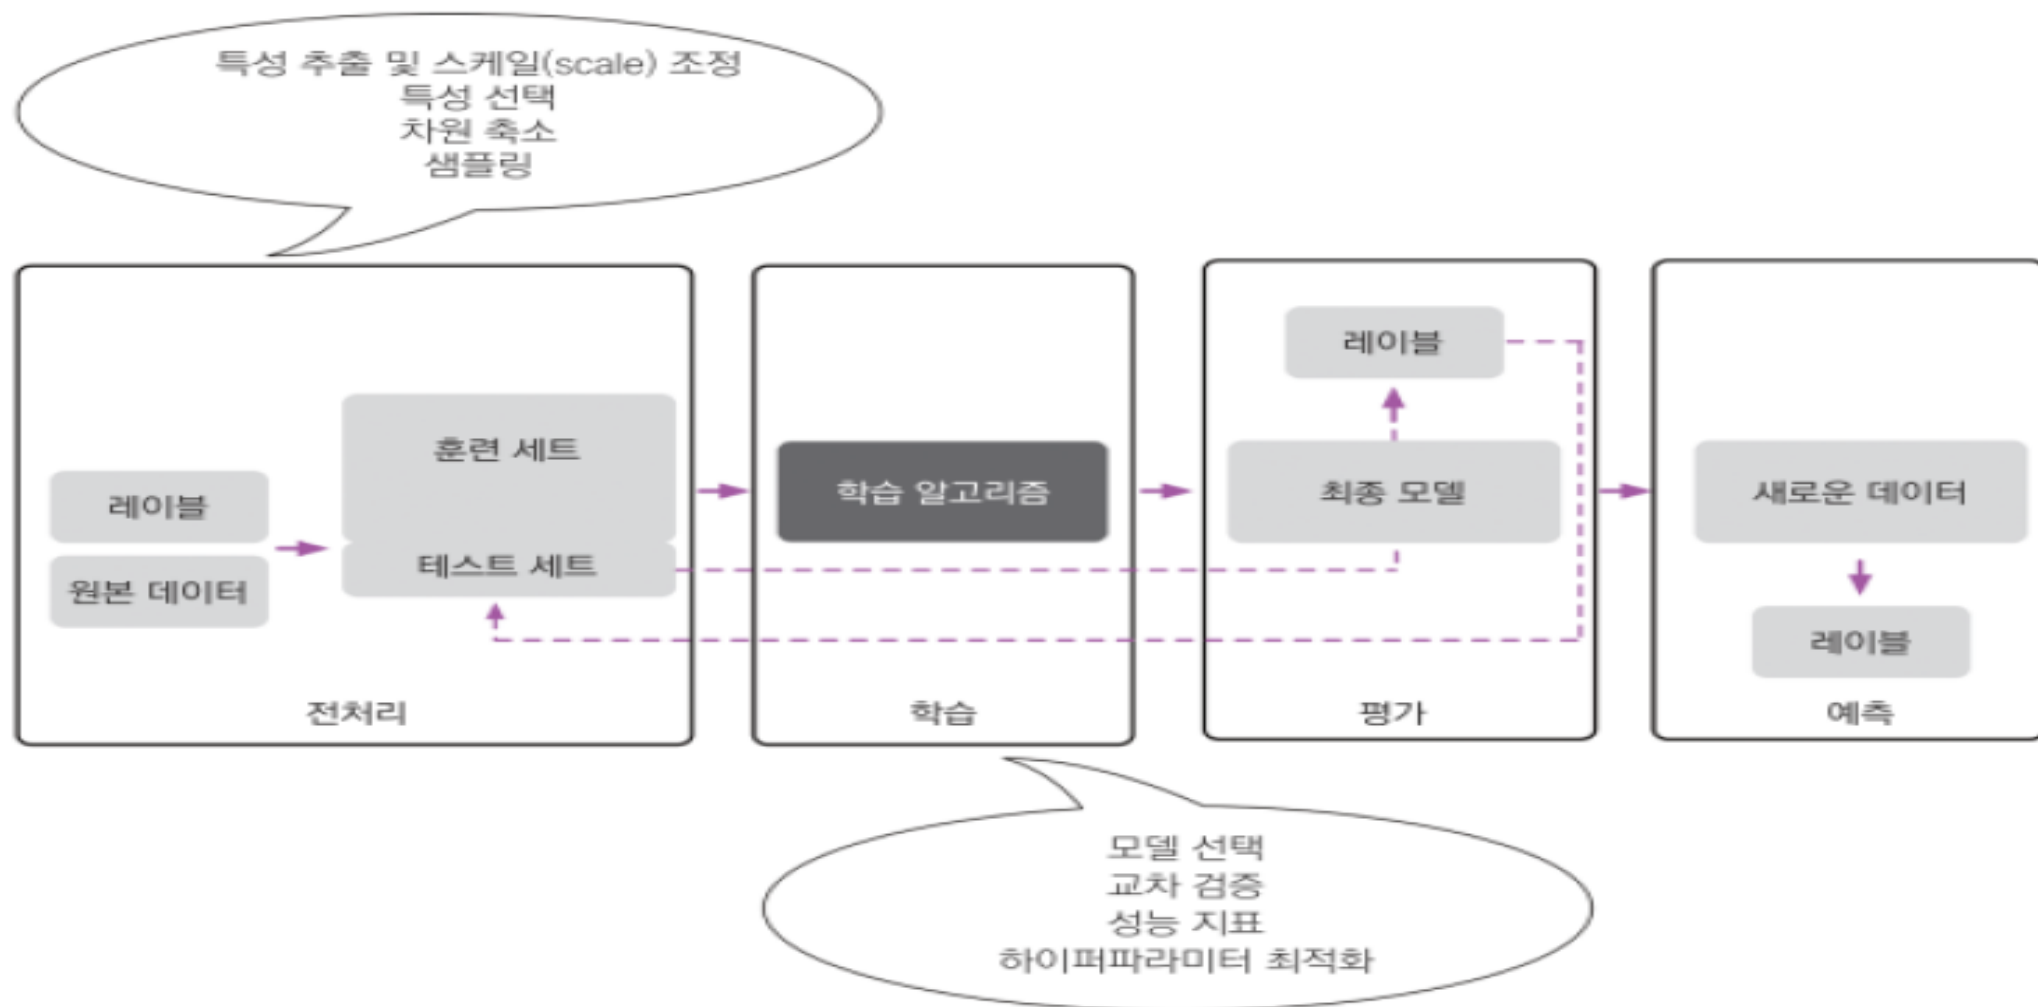 특성 추출 및 스케일(scale) 조정
특성 선택
차원 축소
샘플링
레이블
원본 데이터
훈련 세트
테스트 세트
전처리
학습 알고리즘
학습
레이블
최종 모델
평가
새로운 데이터
레이블
예측
모델 선택
교차 검증
성능 지표
하이퍼파라미터 최적화